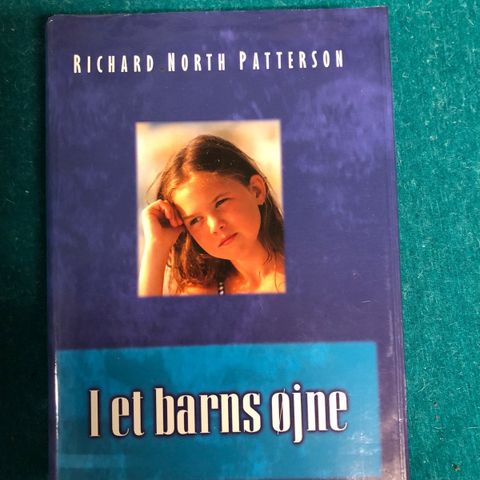 RICHARD NORTH PATTERSON
I et barns øjne